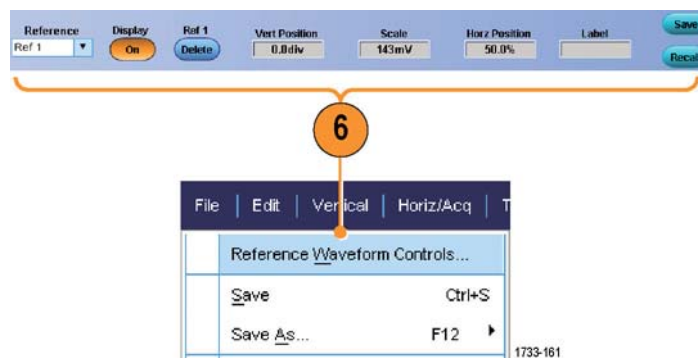 Reference Display Ref 1 Vert Position Scale Horz Position Label Save
Ref 1 On Delete 0.0div 143mV 50.0% Recal
6
File Edit Vertical Horiz/Acq T
Reference Waveform Controls...
Save Ctrl+S
Save As... F12
1733-161